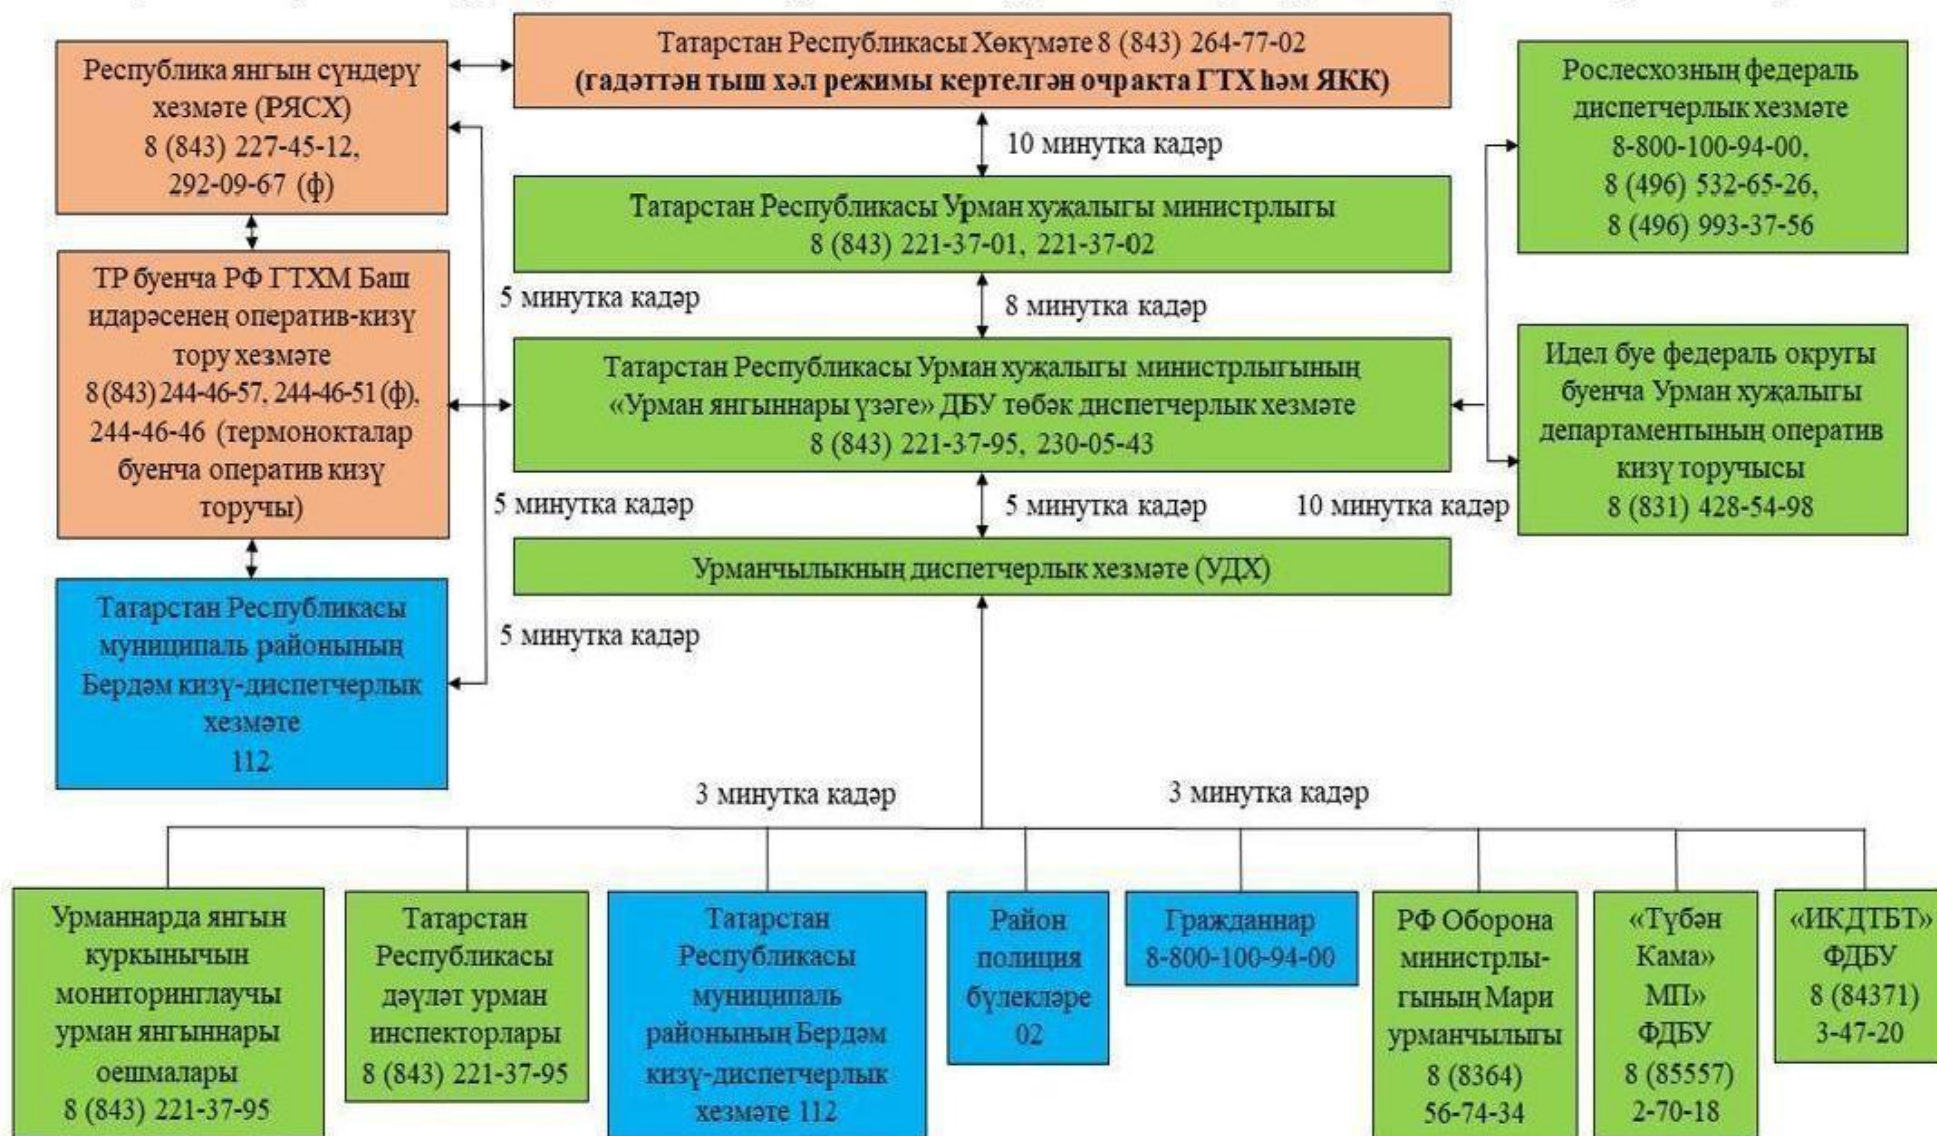 Татарстан Республикасы Хөкүмәте 8 (843) 264-77-02
(гадәттән тыш хәл режимы кертелгән очракта ГТХ һәм ЯКК)
Республика янгын сүндерү
хезмәте (РЯСХ)
8 (843) 227-45-12,
292-09-67 (ф)
Рослесхозның федераль
диспетчерлык хезмәте
8-800-100-94-00,
8 (496) 532-65-26,
8 (496) 993-37-56
10 минутка кадәр
Татарстан Республикасы Урман хуҗалыгы министрлыгы
8 (843) 221-37-01, 221-37-02
ТР буенча РФ ГТХМ Баш
идарәсенең оператив-кизү
тору хезмәте
8 (843) 244-46-57, 244-46-51 (ф),
244-46-46 (термонокталар
буенча оператив кизү
торучы)
5 минутка кадәр
8 минутка кадәр
Татарстан Республикасы Урман хуҗалыгы министрлыгының
«Урман янгыннары үзәге» ДБУ төбәк диспетчерлык хезмәте
8 (843) 221-37-95, 230-05-43
Идел буе федераль округы
буенча Урман хуҗалыгы
департаментының оператив
кизү торучысы
8 (831) 428-54-98
5 минутка кадәр
5 минутка кадәр
10 минутка кадәр
Урманчылыкның диспетчерлык хезмәте (УДХ)
Татарстан Республикасы
муниципаль районының
Бердәм кизү-диспетчерлык
хезмәте
112
5 минутка кадәр
3 минутка кадәр
3 минутка кадәр
Урманнарда янгын
куркынычын
мониторинглаучы
урман янгыннары
оешмалары
8 (843) 221-37-95
Татарстан
Республикасы
дәүләт урман
инспекторлары
8 (843) 221-37-95
Татарстан
Республикасы
муниципаль
районының Бердәм
кизү-диспетчерлык
хезмәте 112
Район
полиция
бүлекләре
02
Гражданнар
8-800-100-94-00
РФ Оборона
министрлы-
гының Мари
урманчылыгы
8 (8364)
56-74-34
«Түбән
Кама»
МП»
ФДБУ
8 (85557)
2-70-18
«ИКДТБТ»
ФДБУ
8 (84371)
3-47-20